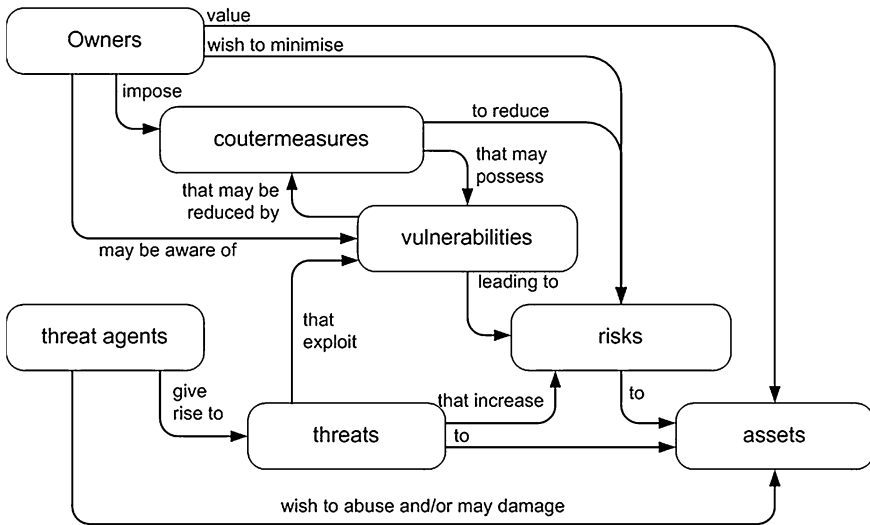 value
Owners
wish to minimise
impose
to reduce
coutermeasures
that may
possess
that may be
reduced by
vulnerabilities
may be aware of
leading to
that
exploit
threat agents
risks
give
rise to
that increase
to
threats
to
assets
wish to abuse and/or may damage